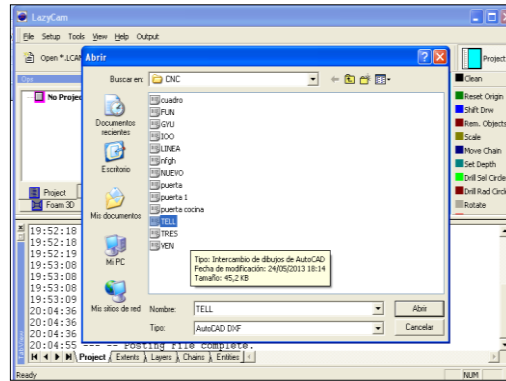 LazyCam
File Setup Tools View Help Output
Open *.LCAM
Project
Clean
No Project
Reset Origin
Shift Drw
Rem. Objects
Scale
Move Chain
Set Depth
Drill Sel Circle
Drill Rad Circle
Rotate
Project
Foam 3D
Abrir
Buscar en:
CNC
Documentos recientes
Escritorio
Mis documentos
Mi PC
Mis sitios de red
cuadro
FUN
GYU
IOO
LINEA
nfgh
NUEVO
puerta
puerta 1
puerta cocina
TELL
TRES
YEN
Tipo: Intercambio de dibujos de AutoCAD
Fecha de modificación: 24/05/2013 18:14
Tamaño: 45,2 KB
Nombre:
TELL
Abrir
Tipo:
AutoCAD DXF
Cancelar
19:52:18
19:52:18
19:52:19
19:53:08
19:53:08
19:53:09
20:04:36
20:04:36
20:04:36
20:04:55 --- -- Posting File complete.
Project Extents Layers Chains Entities
Ready
NUM